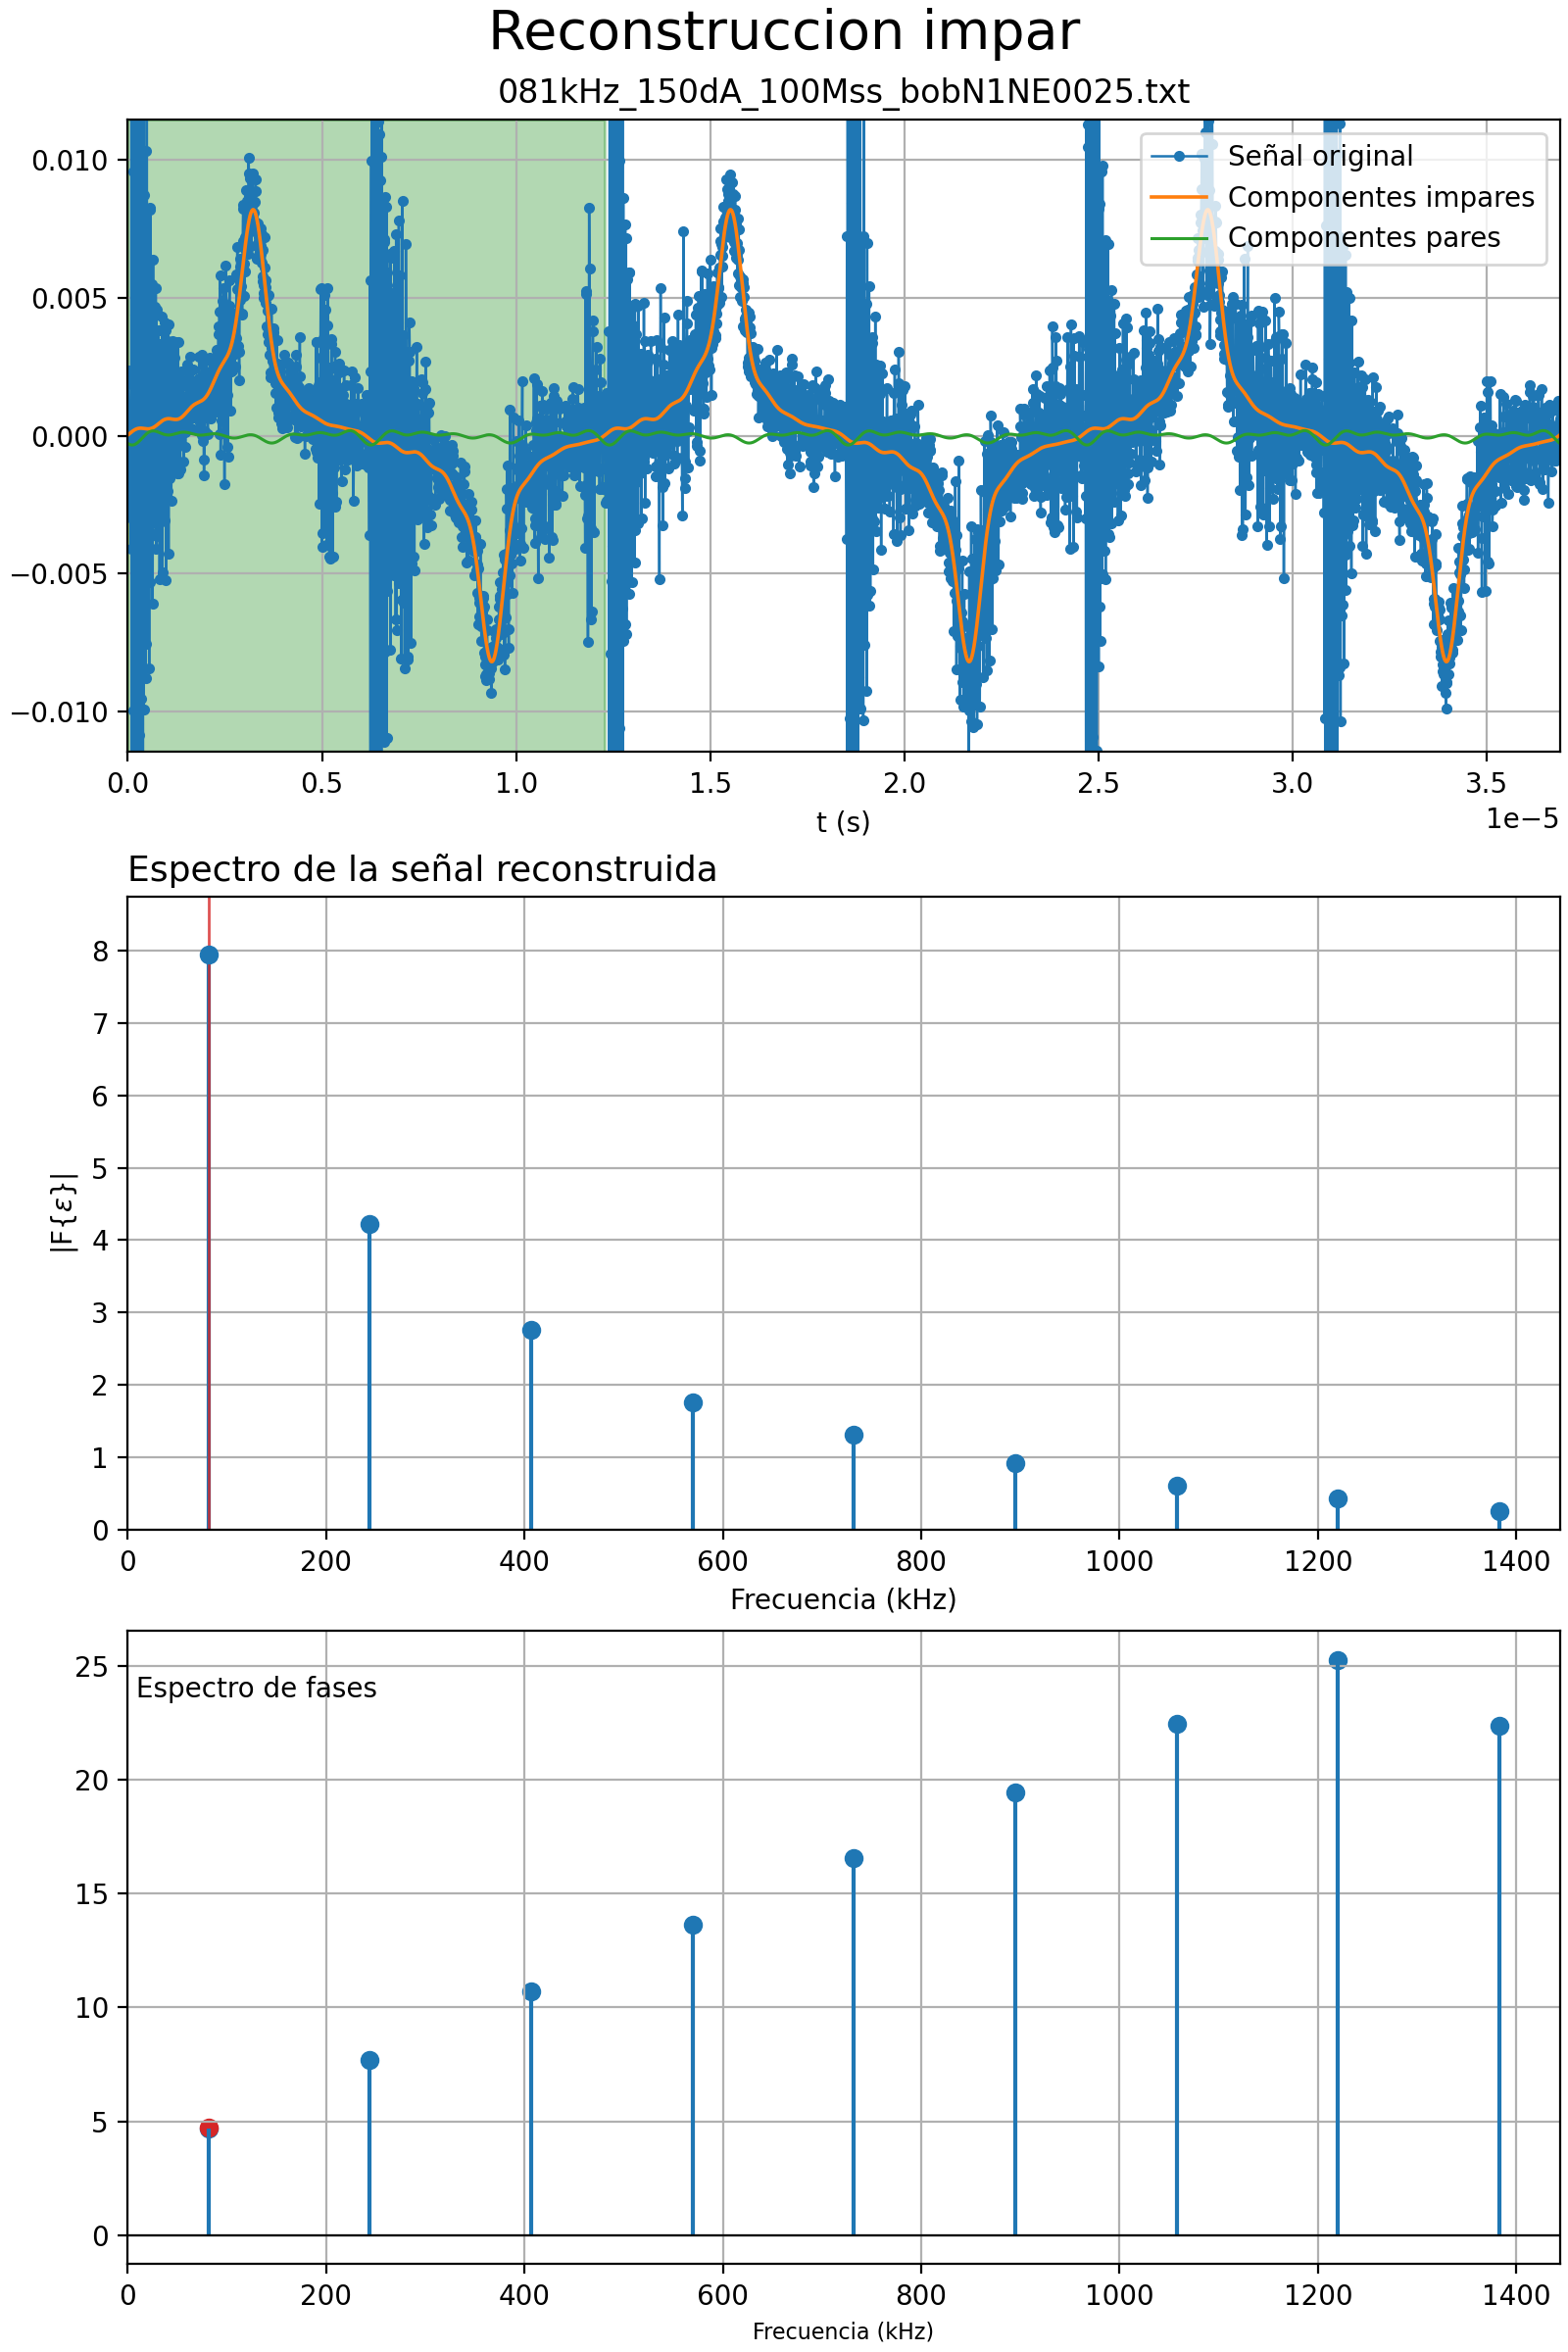 Reconstruccion impar
081kHz_150dA_100Mss_bobN1NE0025.txt
0.010
0.005
0.000
−0.005
−0.010
Señal original
Componentes impares
Componentes pares
0.0 0.5 1.0 1.5 2.0 2.5 3.0 3.5
1e−5
t (s)
Espectro de la señal reconstruida
8
7
6
5
4
3
2
1
0
|F{ε}|
0 200 400 600 800 1000 1200 1400
Frecuencia (kHz)
Espectro de fases
25
20
15
10
5
0
0 200 400 600 800 1000 1200 1400
Frecuencia (kHz)